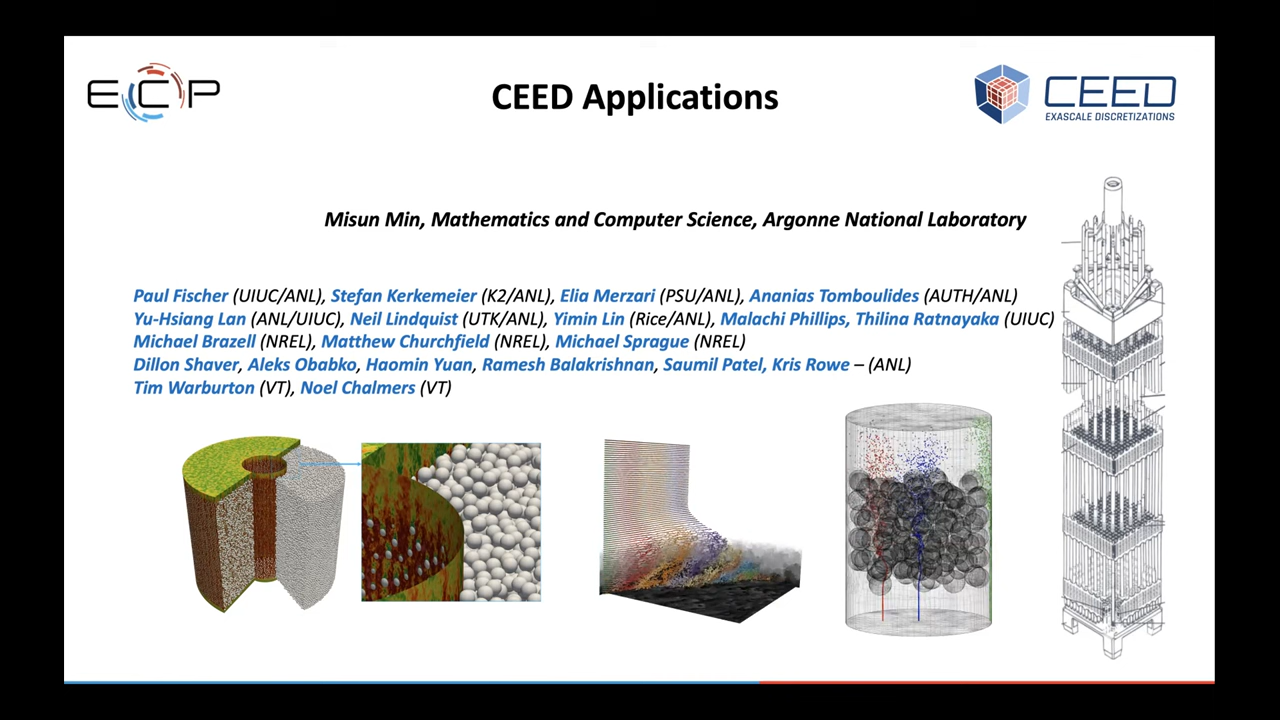 ECP
CEED Applications
CEED
EXASCALE DISCRETIZATIONS
Misun Min, Mathematics and Computer Science, Argonne National Laboratory
Paul Fischer (UIUC/ANL), Stefan Kerkemeier (K2/ANL), Elia Merzari (PSU/ANL), Ananias Tomboulides (AUTH/ANL)
Yu-Hsiang Lan (ANL/UIUC), Neil Lindquist (UTK/ANL), Yimin Lin (Rice/ANL), Malachi Phillips, Thilina Ratnayaka (UIUC)
Michael Brazell (NREL), Matthew Churchfield (NREL), Michael Sprague (NREL)
Dillon Shaver, Aleks Obabko, Haomin Yuan, Ramesh Balakrishnan, Saumil Patel, Kris Rowe – (ANL)
Tim Warburton (VT), Noel Chalmers (VT)